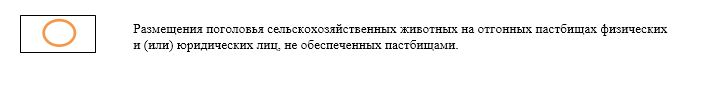 Размещения поголовья сельскохозяйственных животных на отгонных пастбищах физических
и (или) юридических лиц, не обеспеченных пастбищами.